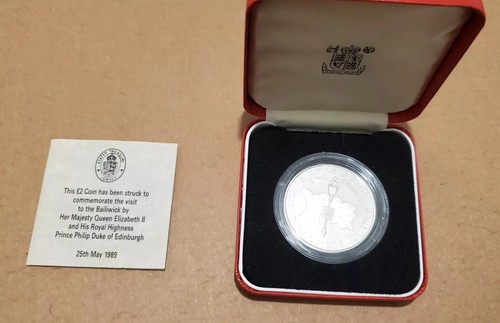 This £2 Coin has been struck to
commemorate the visit
to the Bailiwick by
Her Majesty Queen Elizabeth II
and His Royal Highness
Prince Philip Duke of Edinburgh
25th May 1989